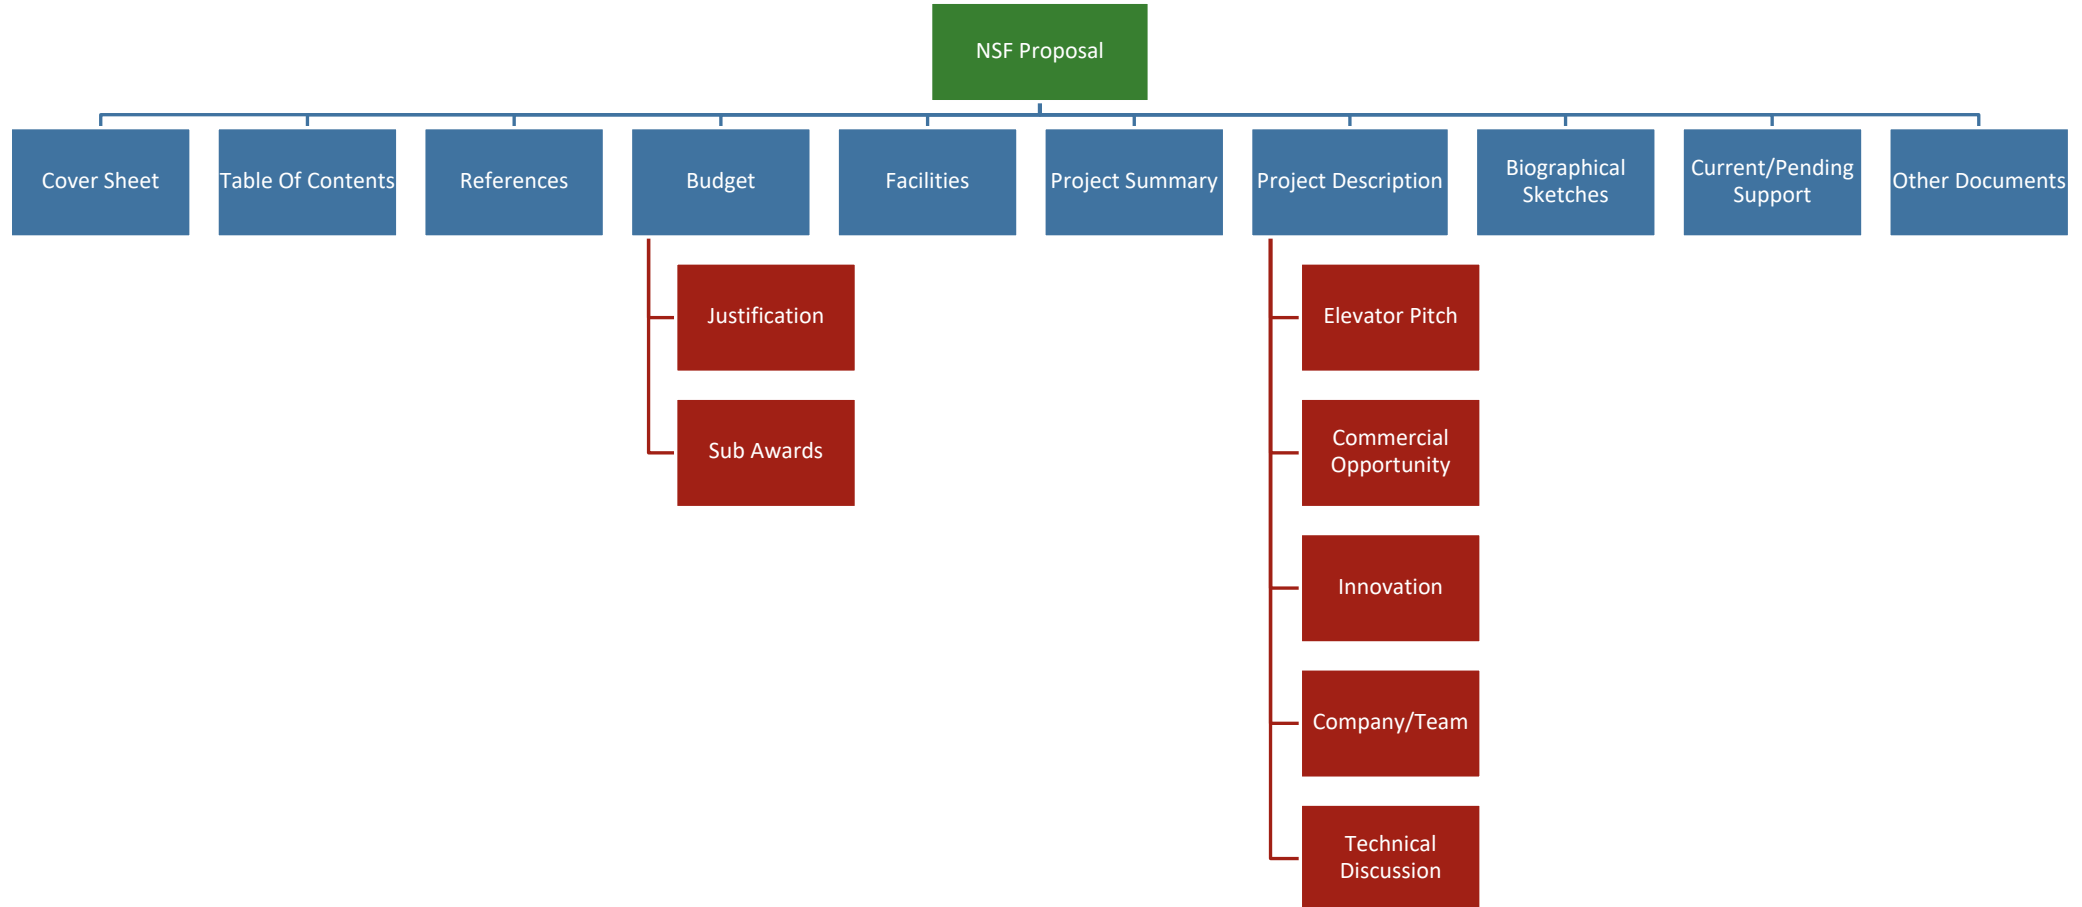 NSF Proposal
Cover Sheet
Table Of Contents
References
Budget
Facilities
Project Summary
Project Description
Biographical
Sketches
Current/Pending
Support
Other Documents
Justification
Sub Awards
Elevator Pitch
Commercial
Opportunity
Innovation
Company/Team
Technical
Discussion